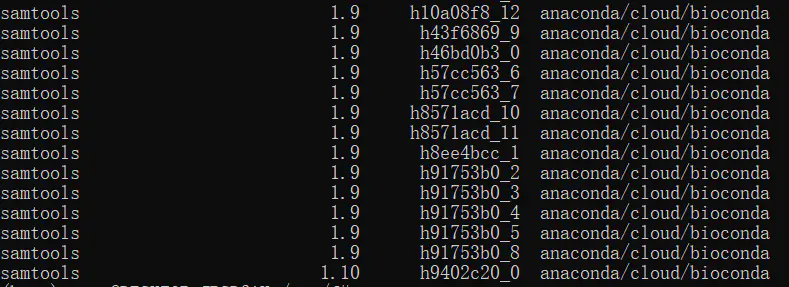 samtools 1.9 h10a08f8_12 anaconda/cloud/bioconda
samtools 1.9 h43f6869_9 anaconda/cloud/bioconda
samtools 1.9 h46bd0b3_0 anaconda/cloud/bioconda
samtools 1.9 h57cc563_6 anaconda/cloud/bioconda
samtools 1.9 h57cc563_7 anaconda/cloud/bioconda
samtools 1.9 h8571acd_10 anaconda/cloud/bioconda
samtools 1.9 h8571acd_11 anaconda/cloud/bioconda
samtools 1.9 h8ee4bcc_1 anaconda/cloud/bioconda
samtools 1.9 h91753b0_2 anaconda/cloud/bioconda
samtools 1.9 h91753b0_3 anaconda/cloud/bioconda
samtools 1.9 h91753b0_4 anaconda/cloud/bioconda
samtools 1.9 h91753b0_5 anaconda/cloud/bioconda
samtools 1.9 h91753b0_8 anaconda/cloud/bioconda
samtools 1.10 h9402c20_0 anaconda/cloud/bioconda